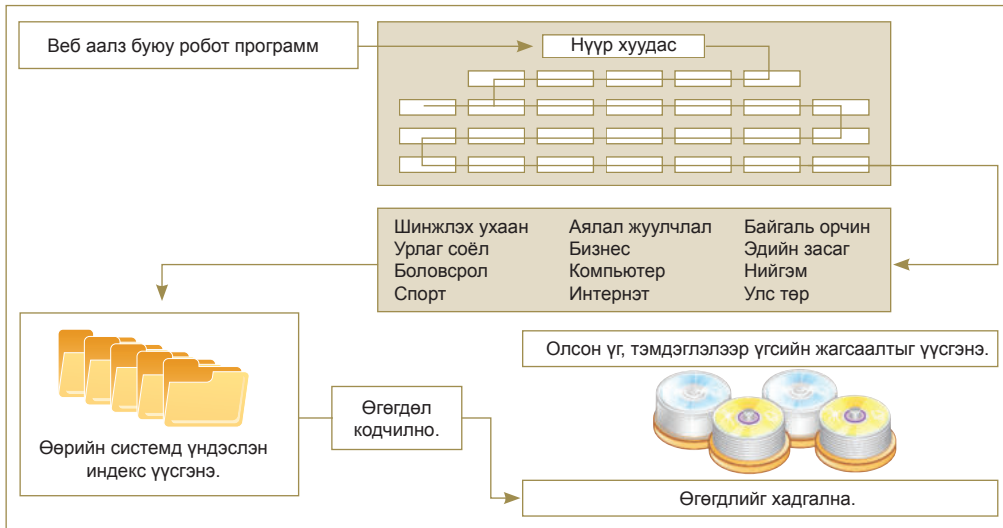 Веб аалз буюу робот программ
Нүүр хуудас
Шинжлэх ухаан
Урлаг соёл
Боловсрол
Спорт
Аялал жуулчлал
Бизнес
Компьютер
Интернэт
Байгаль орчин
Эдийн засаг
Нийгэм
Улс төр
Өөрийн системд үндэслэн
индекс үүсгэнэ.
Өгөгдөл
кодчилно.
Олсон үг, тэмдэглэлээр үгсийн жагсаалтыг үүсгэнэ.
Өгөгдлийг хадгална.